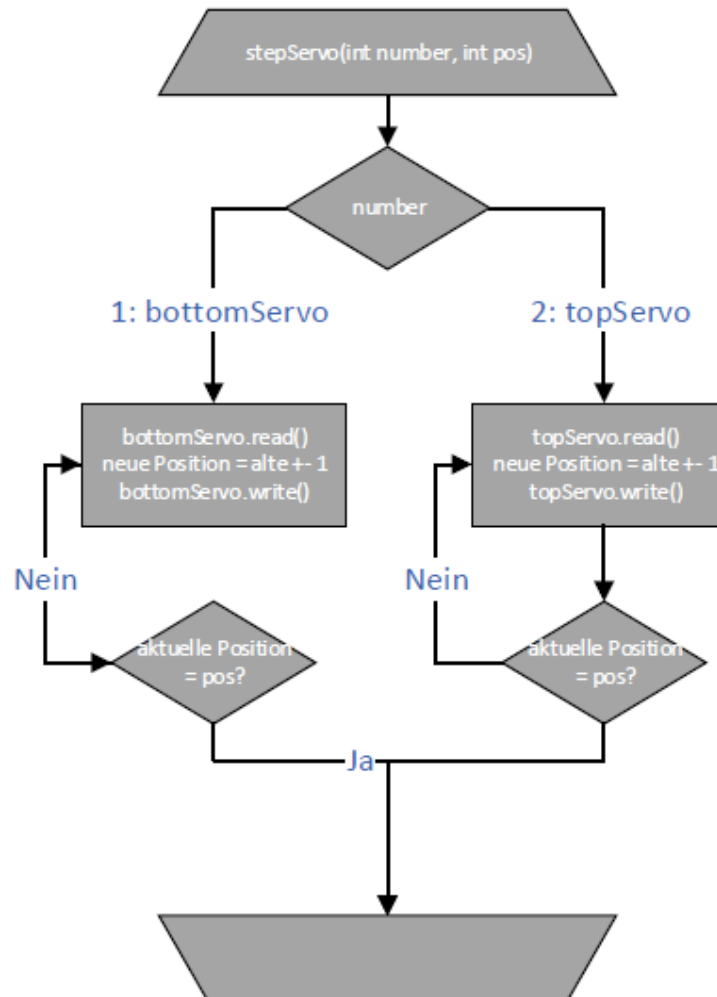 stepServo(int number, int pos)
number
1: bottomServo
2: topServo
bottomServo.read()
neue Position = alte +- 1
bottomServo.write()
topServo.read()
neue Position = alte +- 1
topServo.write()
Nein
Nein
aktuelle Position
= pos?
aktuelle Position
= pos?
Ja